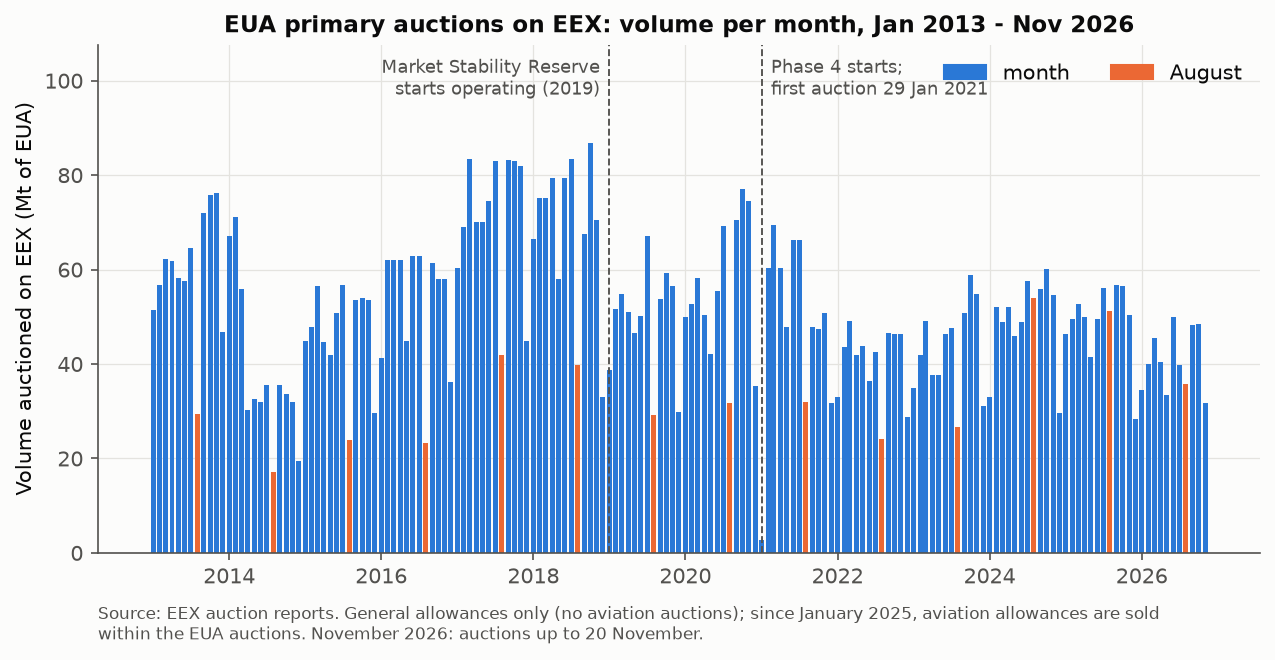 EUA primary auctions on EEX: volume per month, Jan 2013 - Nov 2026
Market Stability Reserve
starts operating (2019)
Phase 4 starts;
first auction 29 Jan 2021
month
August
Volume auctioned on EEX (Mt of EUA)
100
80
60
40
20
0
2014
2016
2018
2020
2022
2024
2026
Source: EEX auction reports. General allowances only (no aviation auctions); since January 2025, aviation allowances are sold
within the EUA auctions. November 2026: auctions up to 20 November.